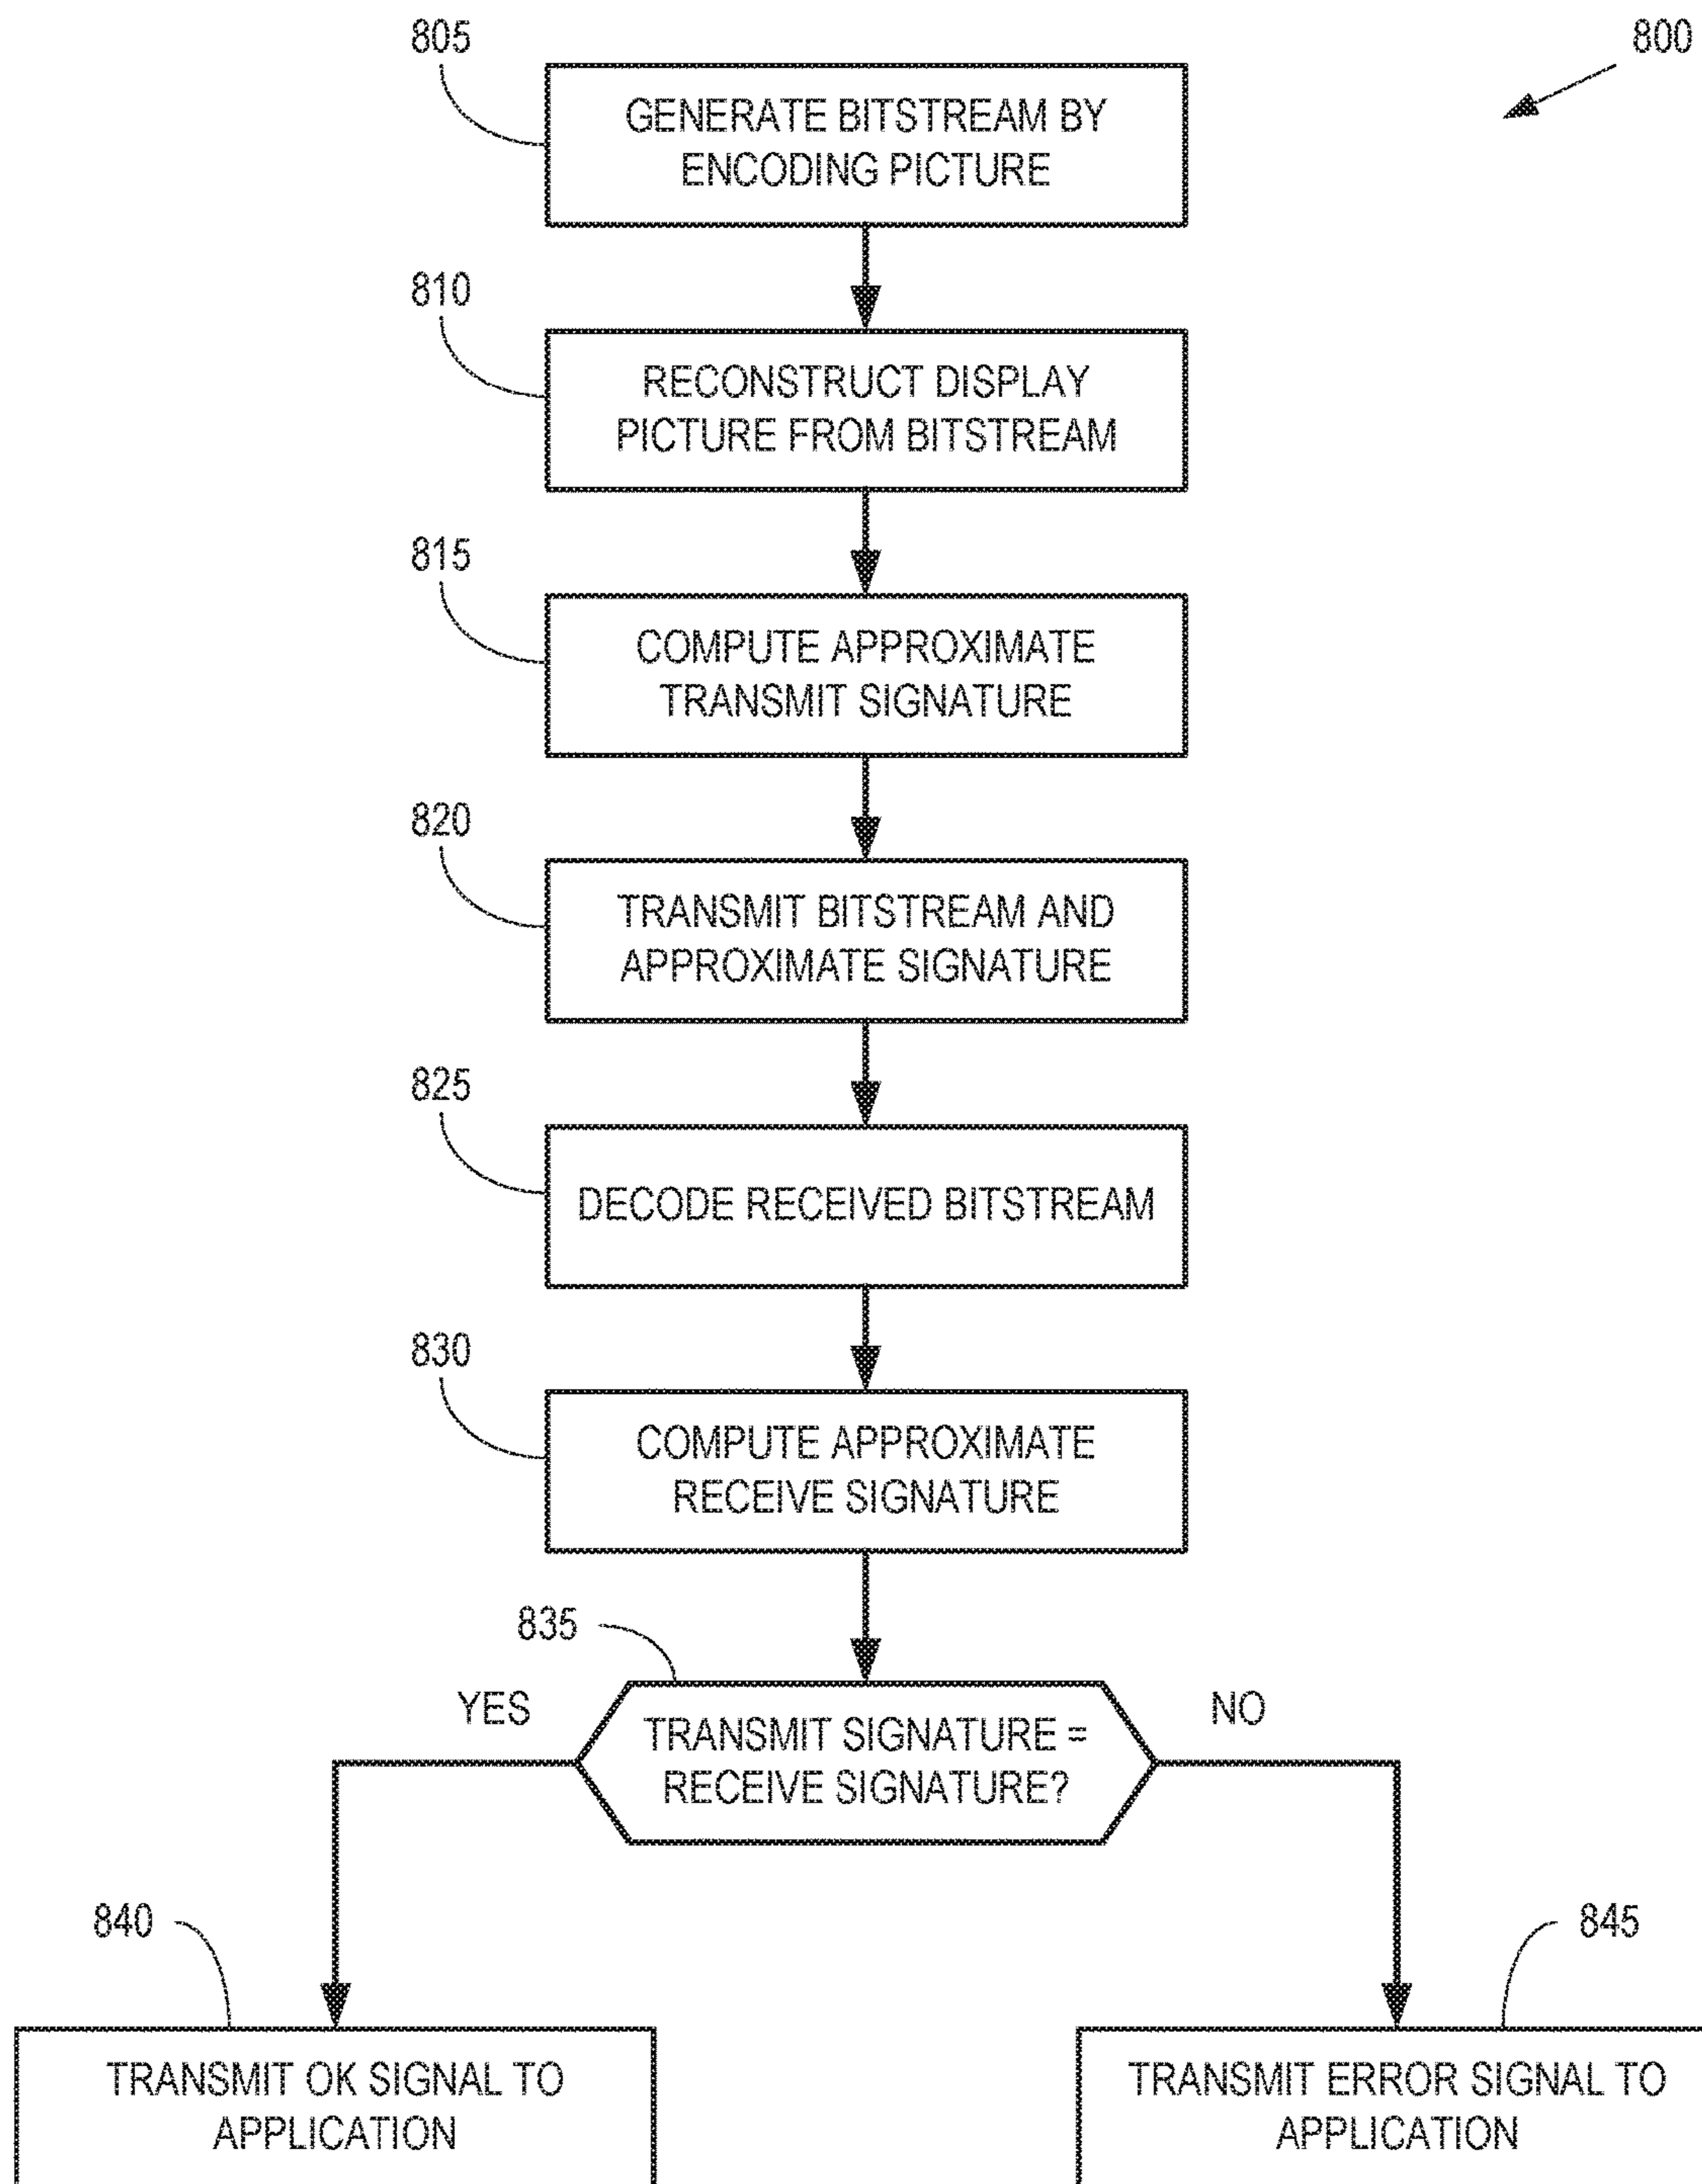 805
800
GENERATE BITSTREAM BY
ENCODING PICTURE
810
RECONSTRUCT DISPLAY
PICTURE FROM BITSTREAM
815
COMPUTE APPROXIMATE
TRANSMIT SIGNATURE
820
TRANSMIT BITSTREAM AND
APPROXIMATE SIGNATURE
825
DECODE RECEIVED BITSTREAM
830
COMPUTE APPROXIMATE
RECEIVE SIGNATURE
835
YES
NO
TRANSMIT SIGNATURE =
RECEIVE SIGNATURE?
840
845
TRANSMIT OK SIGNAL TO
APPLICATION
TRANSMIT ERROR SIGNAL TO
APPLICATION